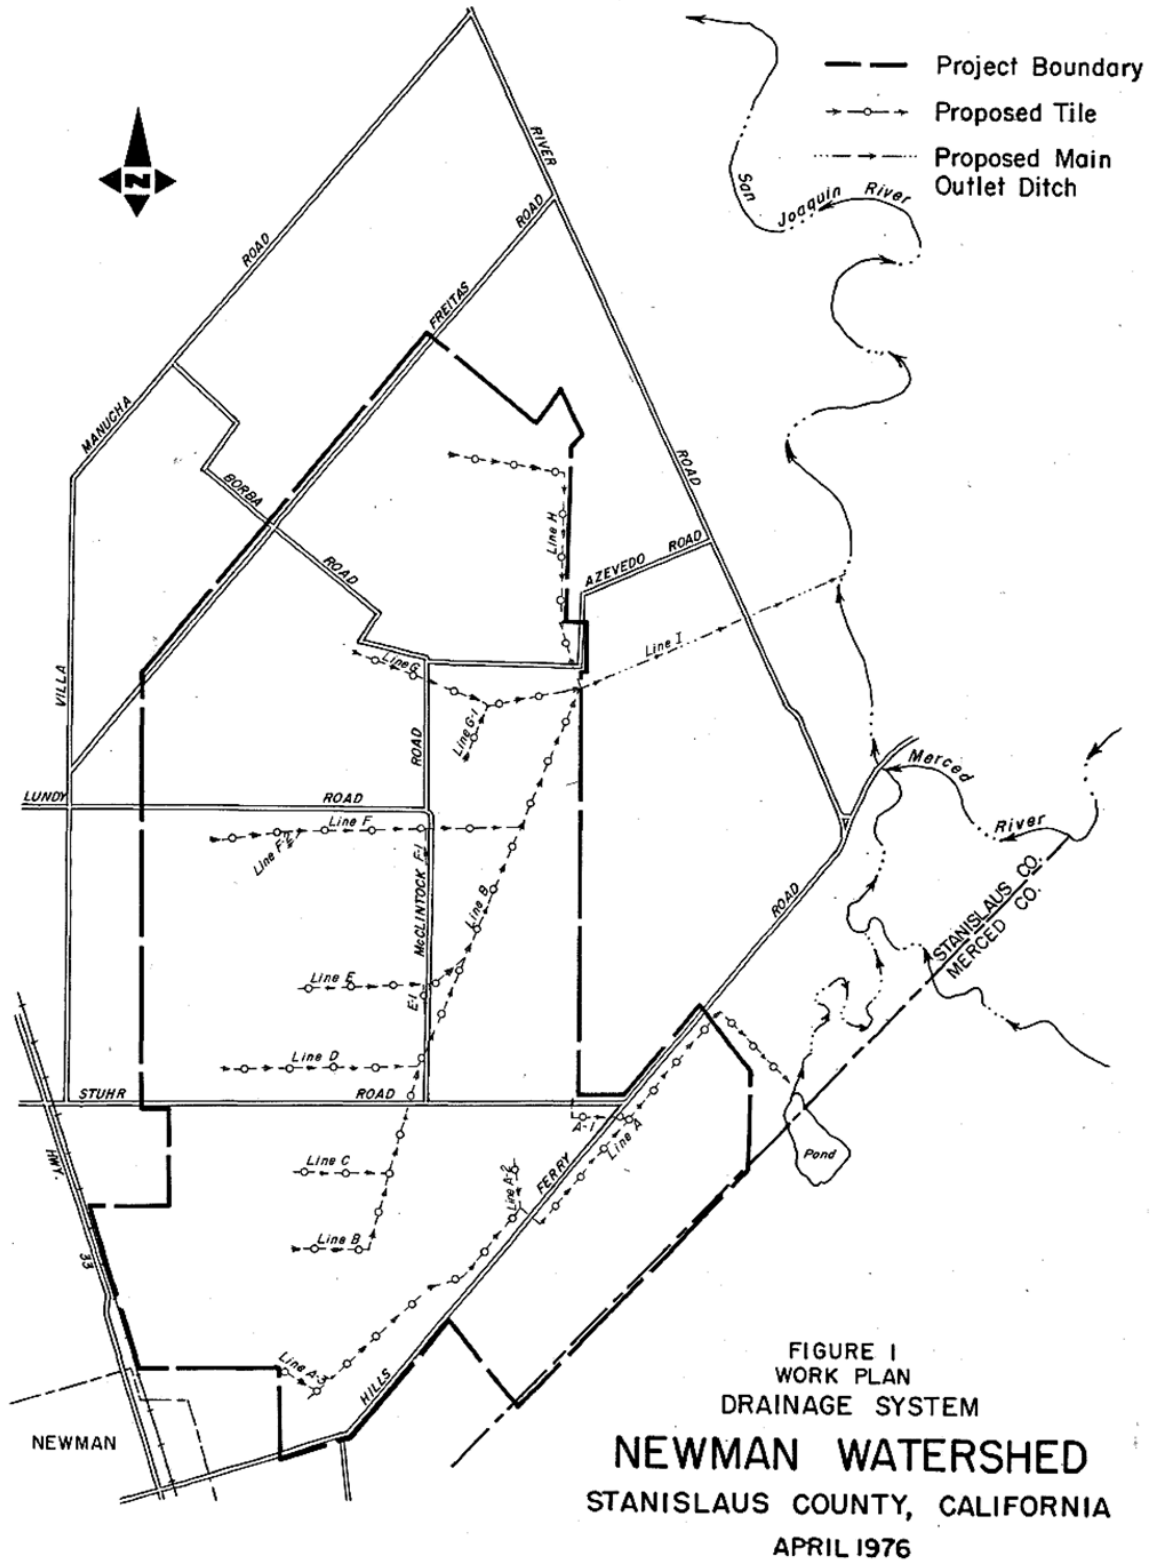 Project Boundary
Proposed Tile
Proposed Main
Outlet Ditch
San
Joaquin
River
N
RIVER
ROAD
ROAD
FREITAS
ROAD
MANUCHA
BORBA
ROAD
ROAD
Line H
AZEVEDO
ROAD
Line I
VILLA
Line G
Line G-1
ROAD
LUNDY
ROAD
Line F
Line F-2
F-1
McCLINTOCK
Line B
Merced
River
STANISLAUS CO.
MERCED CO.
ROAD
Line E
E-1
Line D
STUHR
ROAD
A-1
Line A
Pond
HWY.
33
Line C
Line A-2
FERRY
Line B
Line A-3
HILLS
NEWMAN
FIGURE 1
WORK PLAN
DRAINAGE SYSTEM
NEWMAN WATERSHED
STANISLAUS COUNTY, CALIFORNIA
APRIL 1976